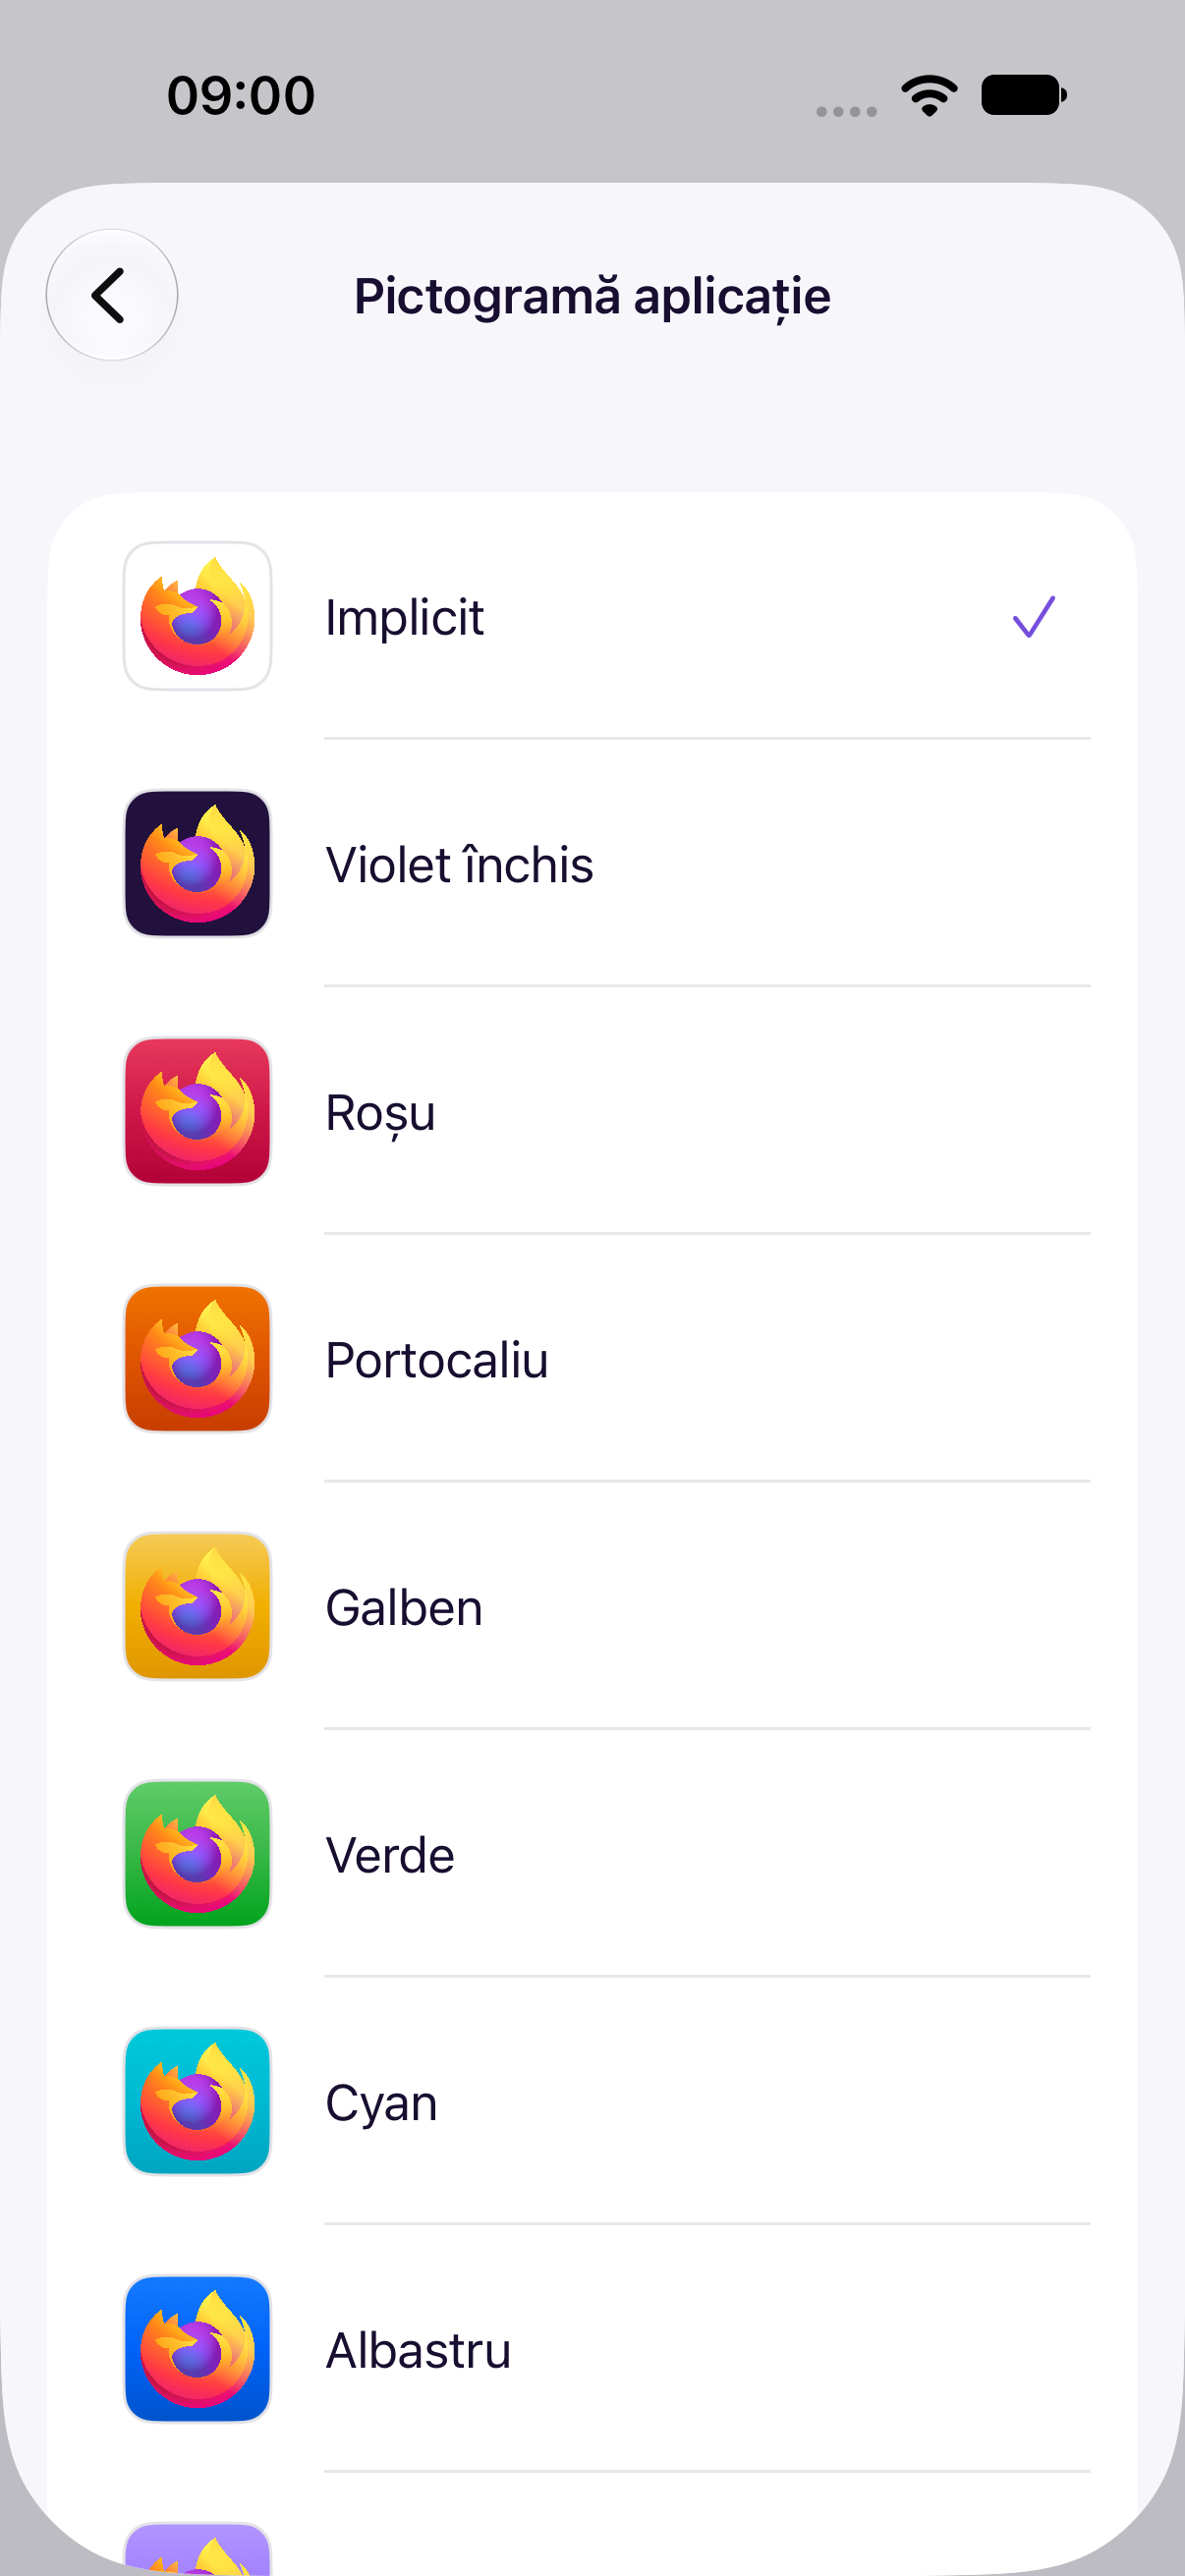 09:00
Pictogramă aplicație
Implicit
Violet închis
Roșu
Portocaliu
Galben
Verde
Cyan
Albastru